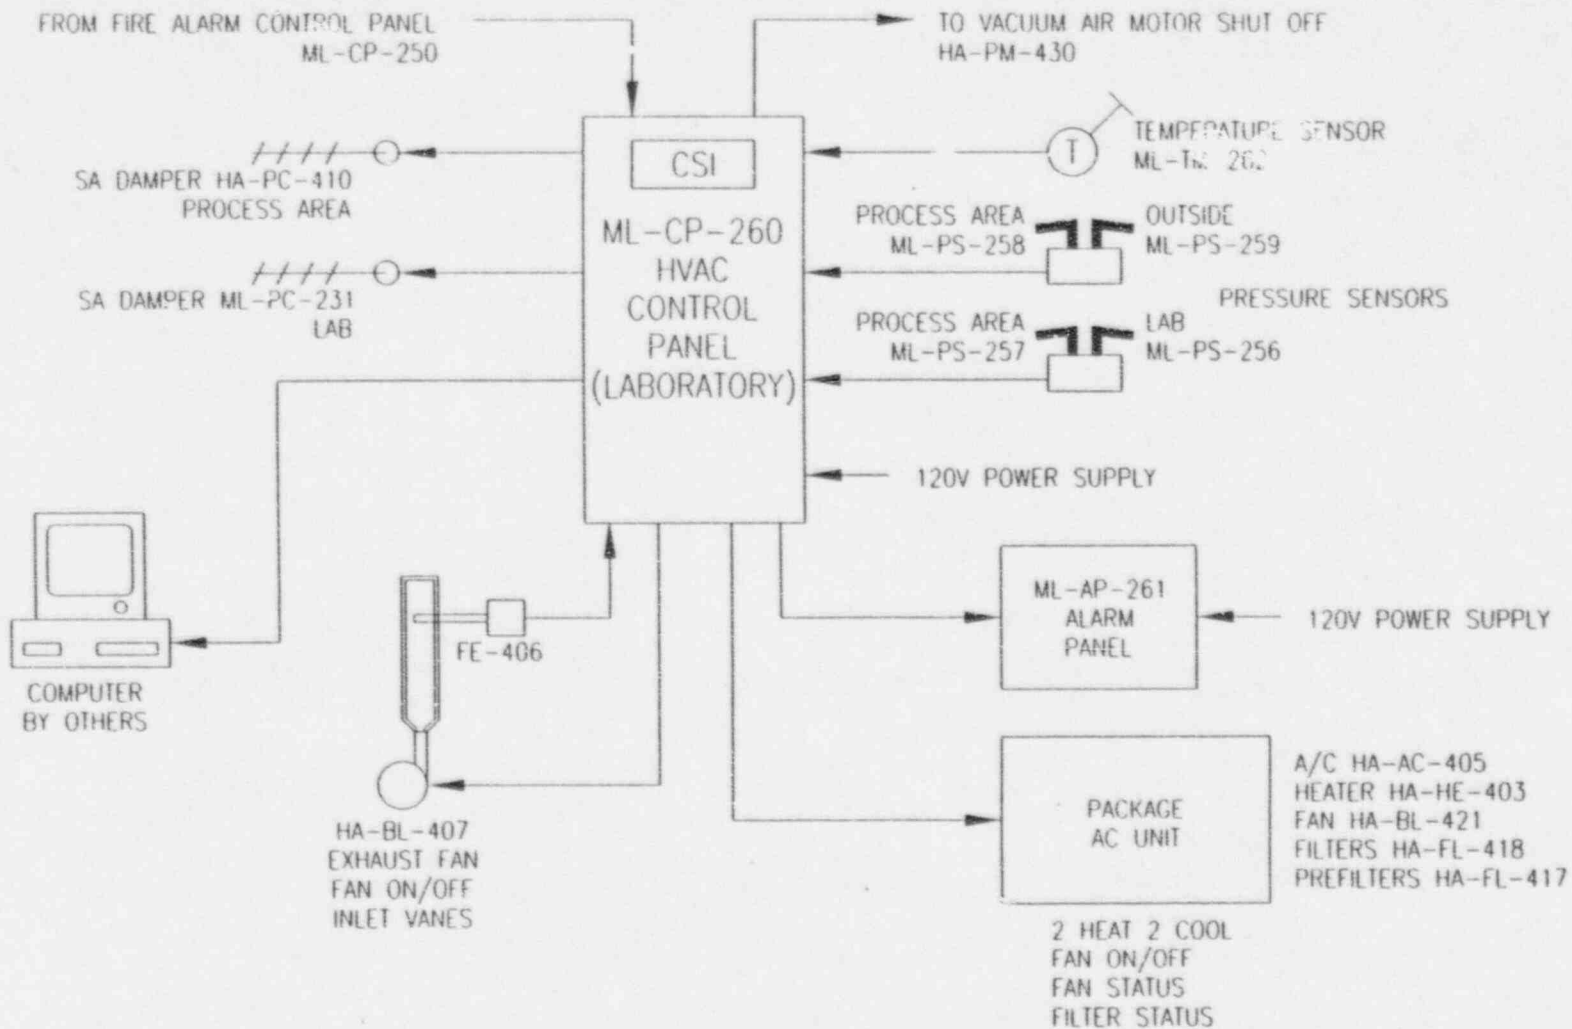 FROM FIRE ALARM CONTROL PANEL
ML-CP-250
TO VACUUM AIR MOTOR SHUT OFF
HA-PM-430
SA DAMPER HA-PC-410
PROCESS AREA
SA DAMPER ML-PC-231
LAB
CSI
ML-CP-260
HVAC
CONTROL
PANEL
(LABORATORY)
T
TEMPERATURE SENSOR
ML-TM
PROCESS AREA
ML-PS-258
OUTSIDE
ML-PS-259
PRESSURE SENSORS
PROCESS AREA
ML-PS-257
LAB
ML-PS-256
120V POWER SUPPLY
ML-AP-261
ALARM
PANEL
120V POWER SUPPLY
COMPUTER
BY OTHERS
FE-406
HA-BL-407
EXHAUST FAN
FAN ON/OFF
INLET VANES
PACKAGE
AC UNIT
A/C HA-AC-405
HEATER HA-HE-403
FAN HA-BL-421
FILTERS HA-FL-418
PREFILTERS HA-FL-417
2 HEAT 2 COOL
FAN ON/OFF
FAN STATUS
FILTER STATUS